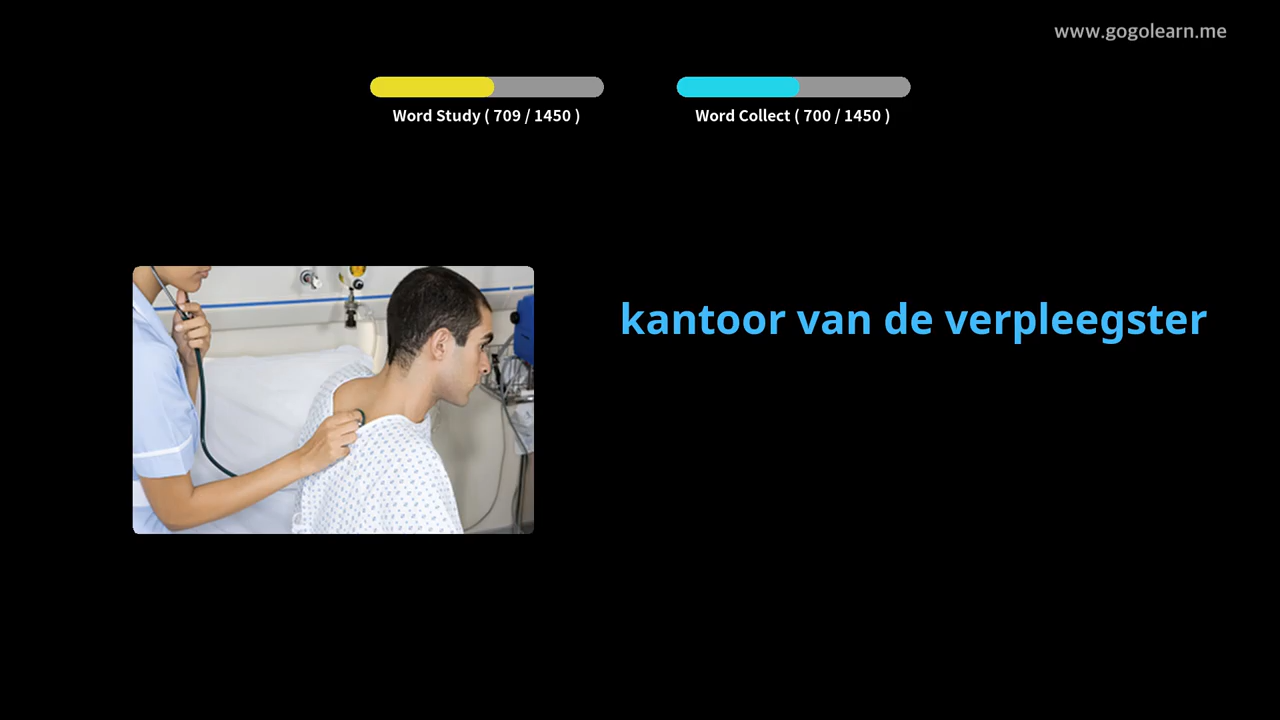 www.gogolearn.me
Word Study ( 709 / 1450 )
Word Collect ( 700 / 1450 )
kantoor van de verpleegster